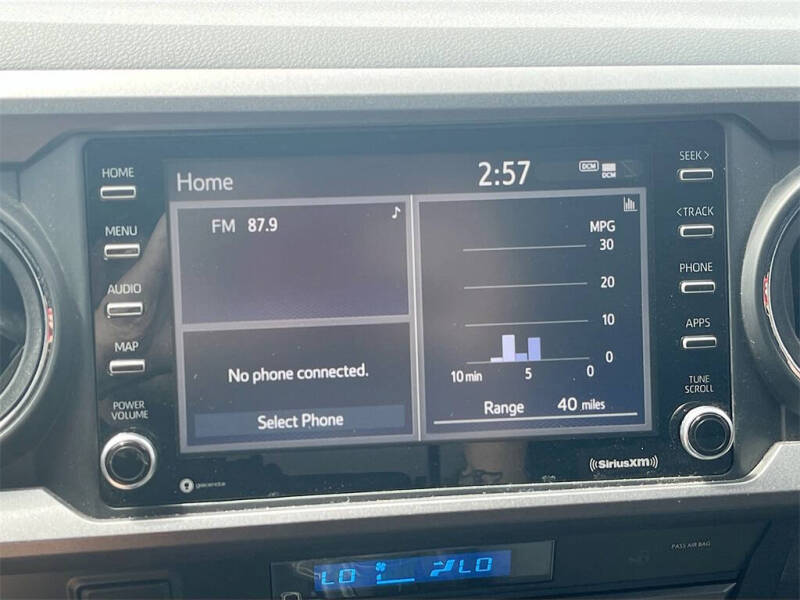 HOME
MENU
AUDIO
MAP
POWER
VOLUME
Home
2:57
DCM
DCM
FM 87.9
No phone connected.
Select Phone
MPG
30
20
10
0
10 min 5 0
Range 40 miles
SEEK>
<TRACK
PHONE
APPS
TUNE
SCROLL
gracenote
((SiriusXM))
PASS AIR BAG
LO LO